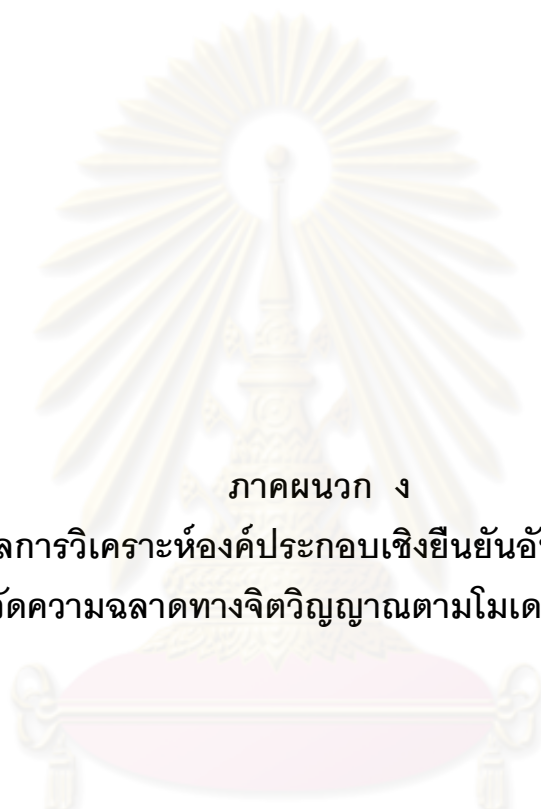 ภาคผนวก ง
ลการวิเคราะห์องค์ประกอบเชิงยืนยันอั
ัดความฉลาดทางจิตวิญญาณตามโมเด